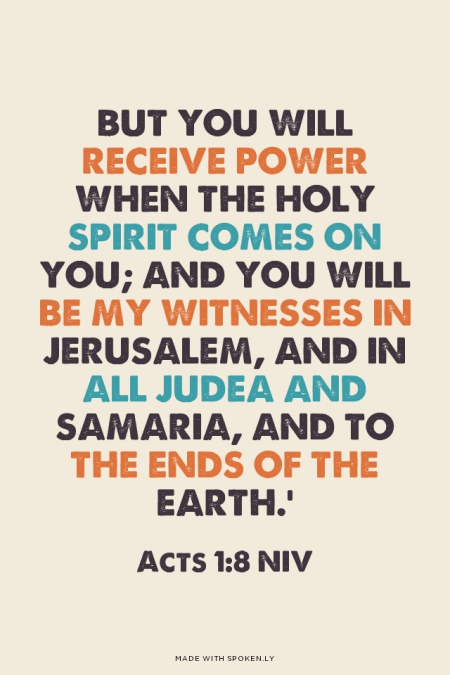 BUT YOU WILL
RECEIVE POWER
WHEN THE HOLY
SPIRIT COMES ON
YOU; AND YOU WILL
BE MY WITNESSES IN
JERUSALEM, AND IN
ALL JUDEA AND
SAMARIA, AND TO
THE ENDS OF THE
EARTH.'
ACTS 1:8 NIV
MADE WITH SPOKEN.LY